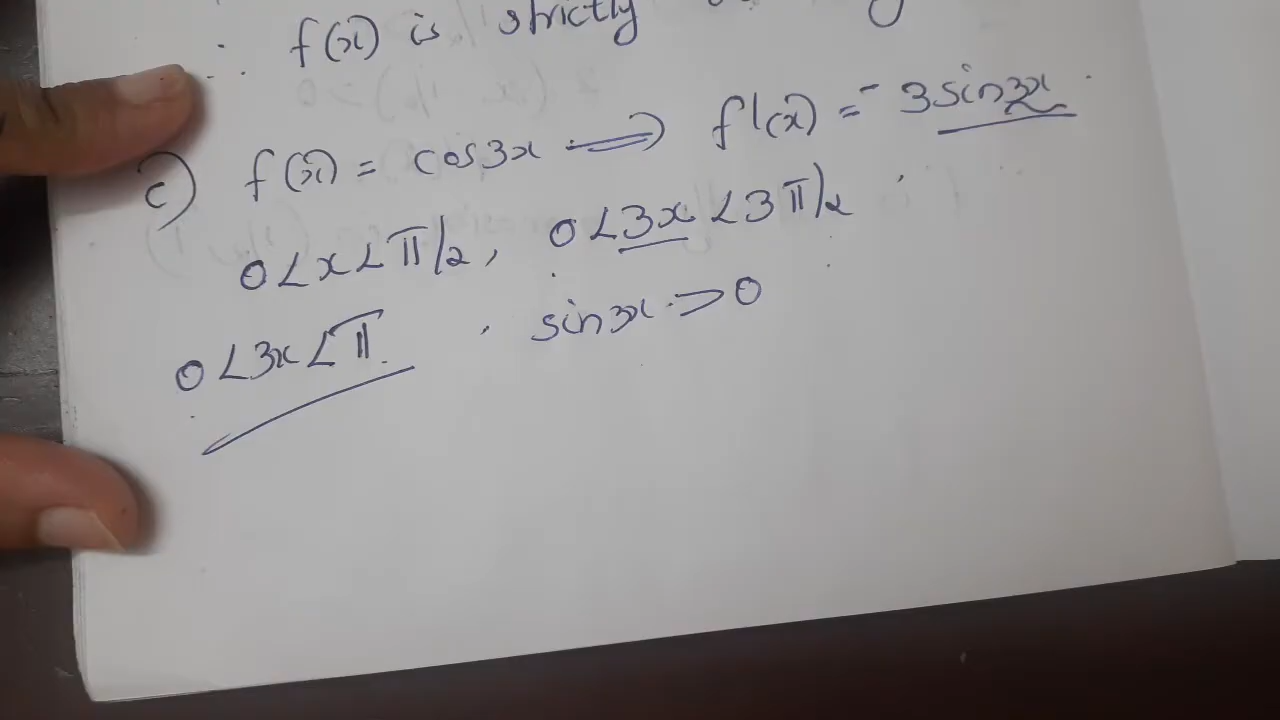 ∴ f(x) is strictly
c) f(x) = cos3x ⟹ f'(x) = -3sin3x
0<x<π/2, 0<3x<3π/2
0<3x<π sin3x>0